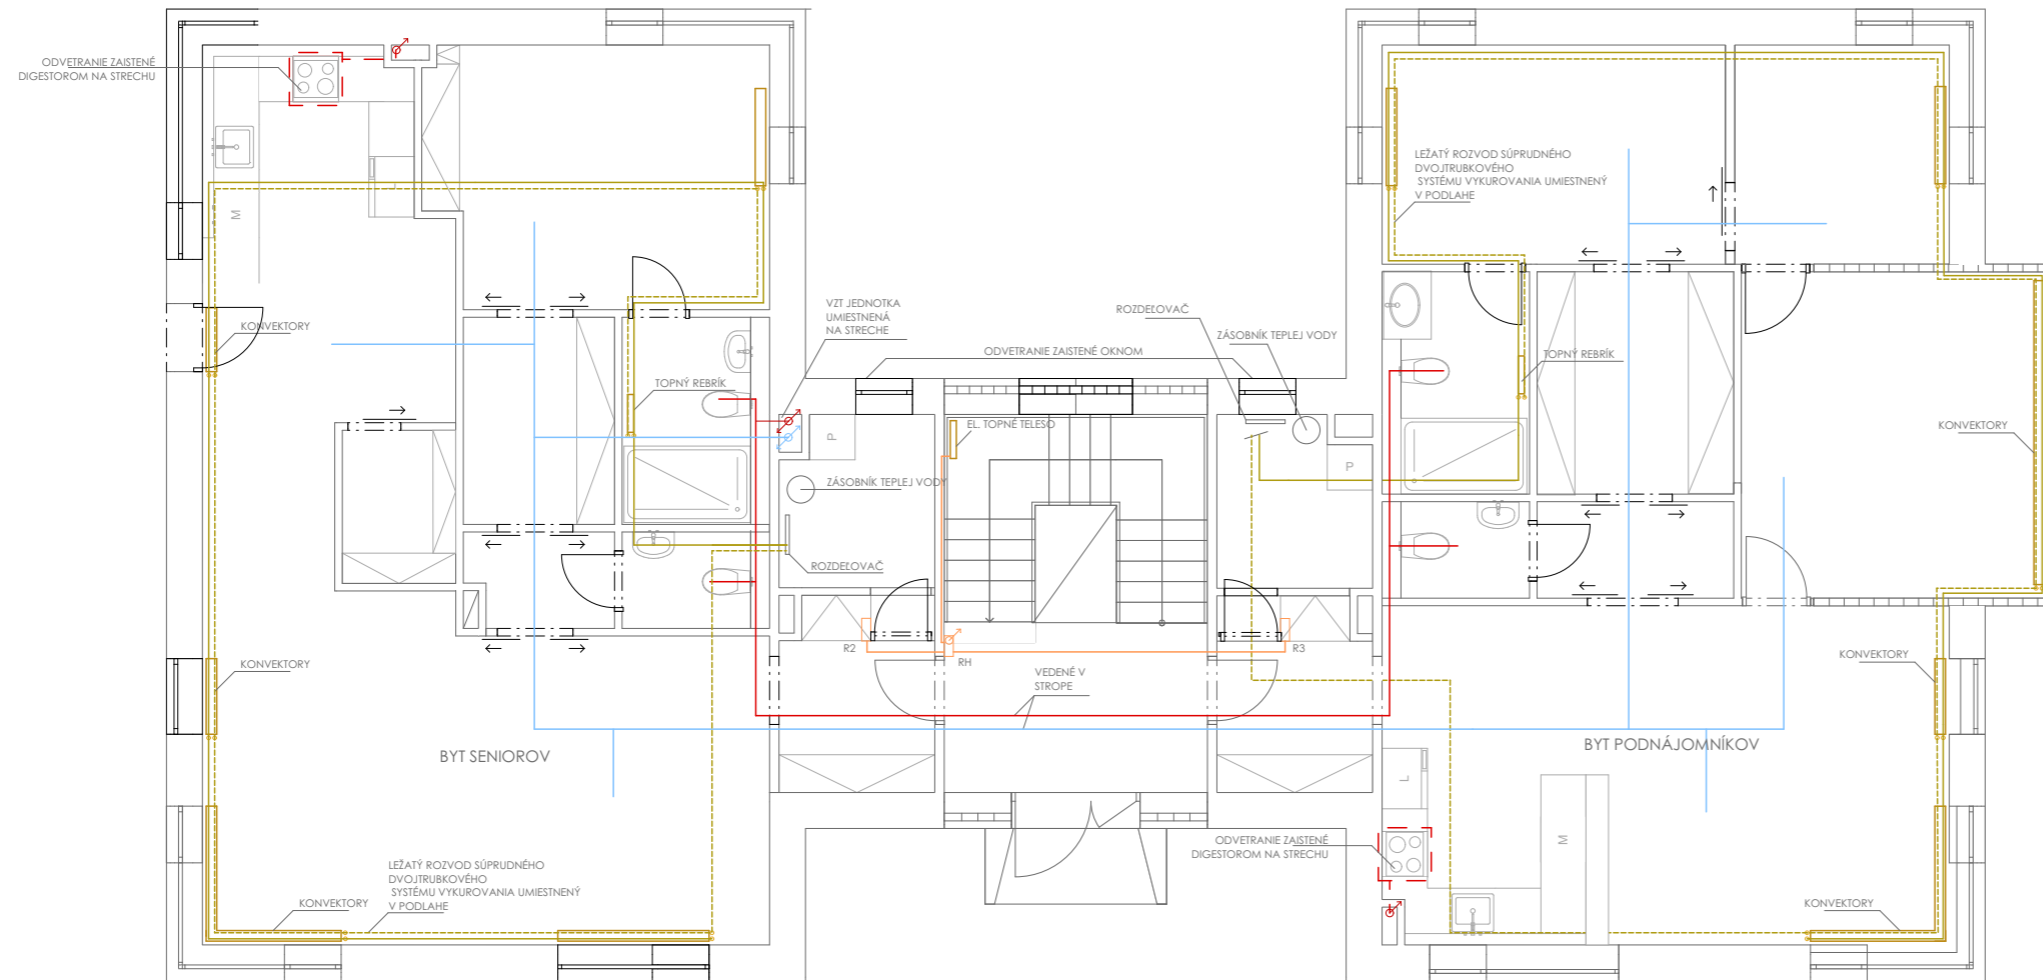 ODVETRANIE ZAISTENÉ
DIGESTOROM NA STRECHU
M
KONVEKTORY
TOPNÝ REBRÍK
VZT JEDNOTKA
UMIESTNENÁ
NA STRECHE
P
ZÁSOBNÍK TEPLEJ VODY
ROZDEĽOVAČ
ODVETRANIE ZAISTENÉ OKNOM
EL. TOPNÉ TELESO
ROZDEĽOVAČ
ZÁSOBNÍK TEPLEJ VODY
P
LEŽATÝ ROZVOD SÚPRUDNÉHO
DVOJTRUBKOVÉHO
SYSTÉMU VYKUROVANIA UMIESTNENÝ
V PODLAHE
TOPNÝ REBRÍK
KONVEKTORY
R2
RH
R3
VEDENÉ V
STROPE
KONVEKTORY
KONVEKTORY
BYT SENIOROV
BYT PODNÁJOMNÍKOV
L
M
ODVETRANIE ZAISTENÉ
DIGESTOROM NA STRECHU
LEŽATÝ ROZVOD SÚPRUDNÉHO
DVOJTRUBKOVÉHO
SYSTÉMU VYKUROVANIA UMIESTNENÝ
V PODLAHE
KONVEKTORY
KONVEKTORY